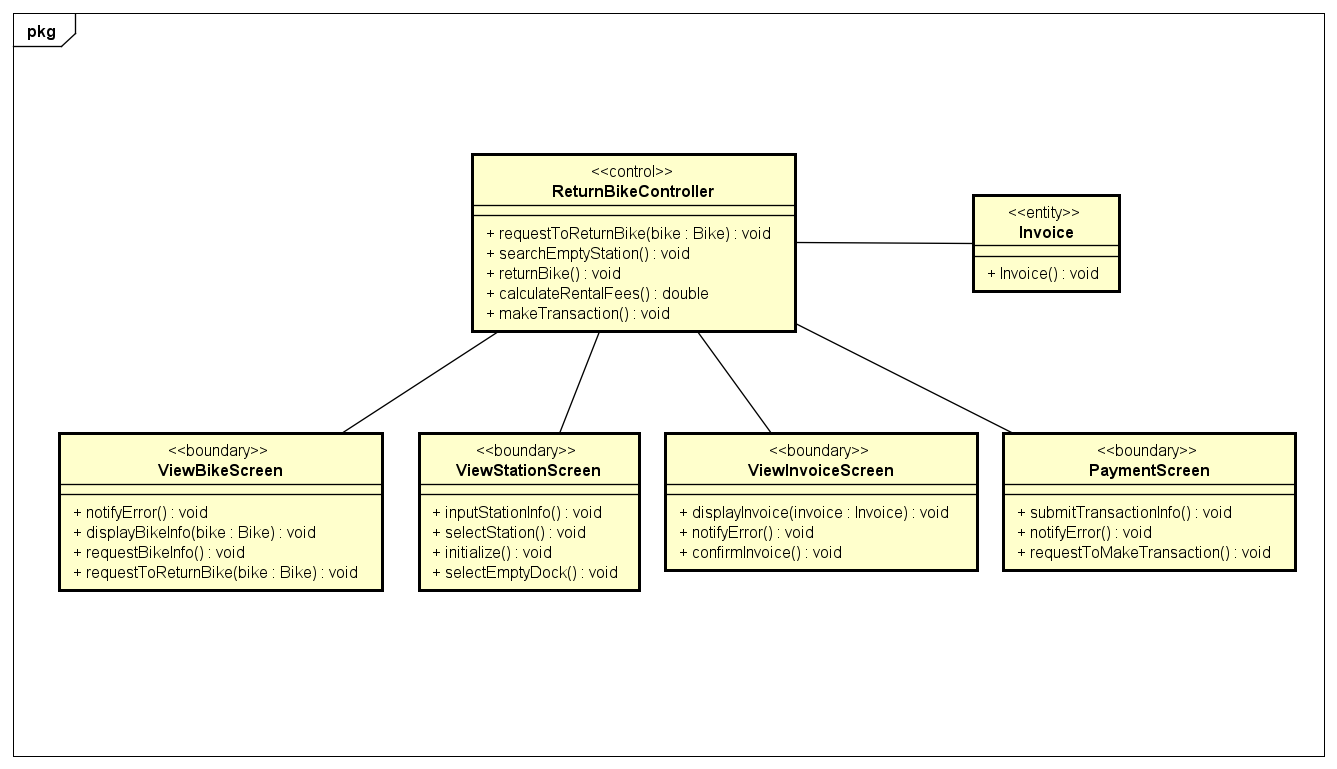 pkg
<<control>>
ReturnBikeController
+ requestToReturnBike(bike : Bike) : void
+ searchEmptyStation() : void
+ returnBike() : void
+ calculateRentalFees() : double
+ makeTransaction() : void
<<entity>>
Invoice
+ Invoice() : void
<<boundary>>
ViewBikeScreen
+ notifyError() : void
+ displayBikeInfo(bike : Bike) : void
+ requestBikeInfo() : void
+ requestToReturnBike(bike : Bike) : void
<<boundary>>
ViewStationScreen
+ inputStationInfo() : void
+ selectStation() : void
+ initialize() : void
+ selectEmptyDock() : void
<<boundary>>
ViewInvoiceScreen
+ displayInvoice(invoice : Invoice) : void
+ notifyError() : void
+ confirmInvoice() : void
<<boundary>>
PaymentScreen
+ submitTransactionInfo() : void
+ notifyError() : void
+ requestToMakeTransaction() : void